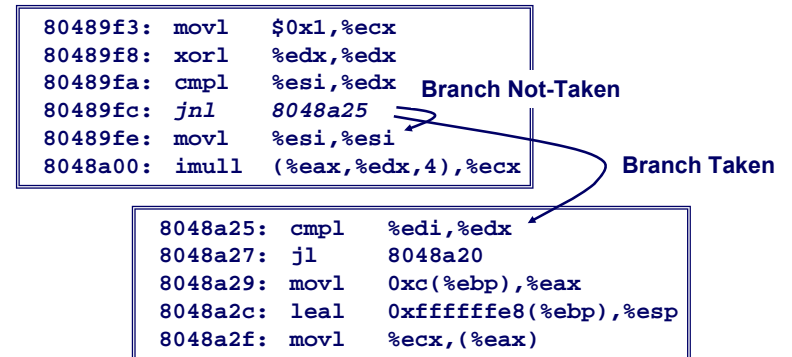 80489f3: movl $0x1,%ecx
80489f8: xorl %edx,%edx
80489fa: cmpl %esi,%edx
Branch Not-Taken
80489fc: jnl 8048a25
80489fe: movl %esi,%esi
8048a00: imull (%eax,%edx,4),%ecx
Branch Taken
8048a25: cmpl %edi,%edx
8048a27: jl 8048a20
8048a29: movl 0xc(%ebp),%eax
8048a2c: leal 0xffffffe8(%ebp),%esp
8048a2f: movl %ecx,(%eax)